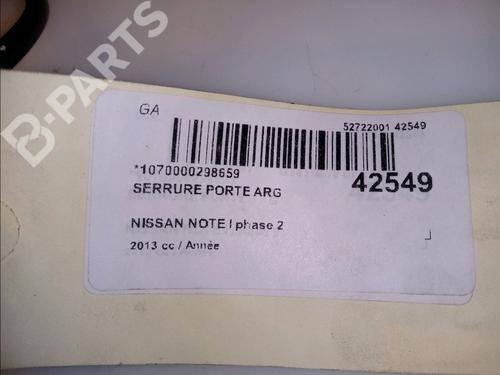 B-PARTS
GA
52722001 42549
*1070000298659
42549
SERRURE PORTE ARG
NISSAN NOTE I phase 2
2013 cc / Année